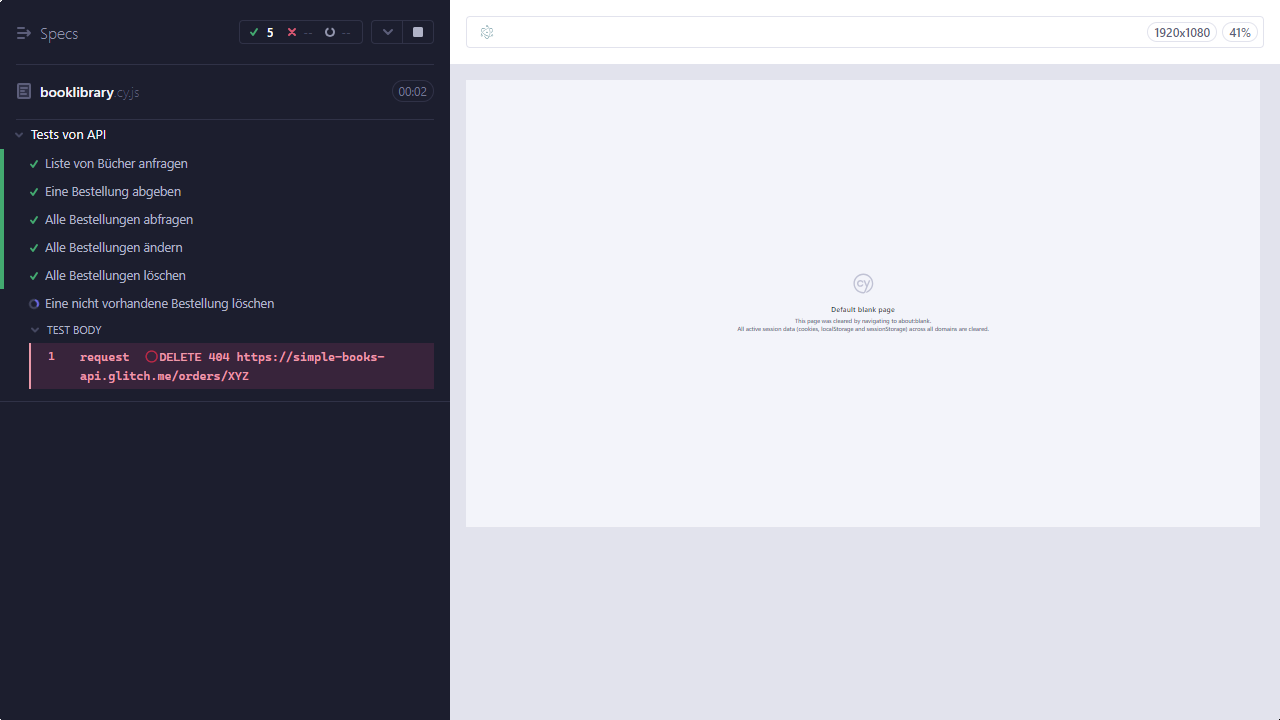 Specs
5 -- --
booklibrary.cy.js
00:02
Tests von API
Liste von Bücher anfragen
Eine Bestellung abgeben
Alle Bestellungen abfragen
Alle Bestellungen ändern
Alle Bestellungen löschen
Eine nicht vorhandene Bestellung löschen
TEST BODY
1 request DELETE 404 https://simple-books-
api.glitch.me/orders/XYZ
1920x1080 41%
cy
Default blank page
This page was cleared by navigating to about:blank.
All active session data (cookies, localStorage and sessionStorage) across all domains are cleared.